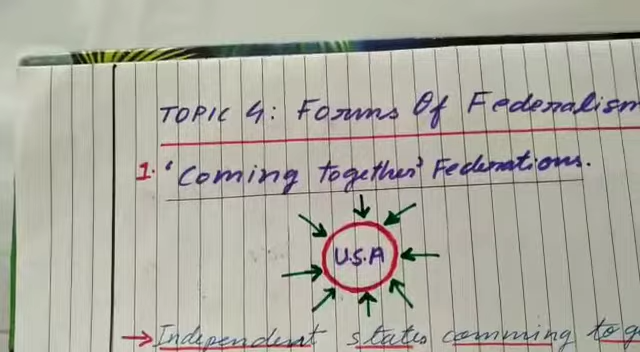 TOPIC 4: Forms Of Federalism
1. 'Coming together' Federations.
U.S.A
→ Independent states comming to